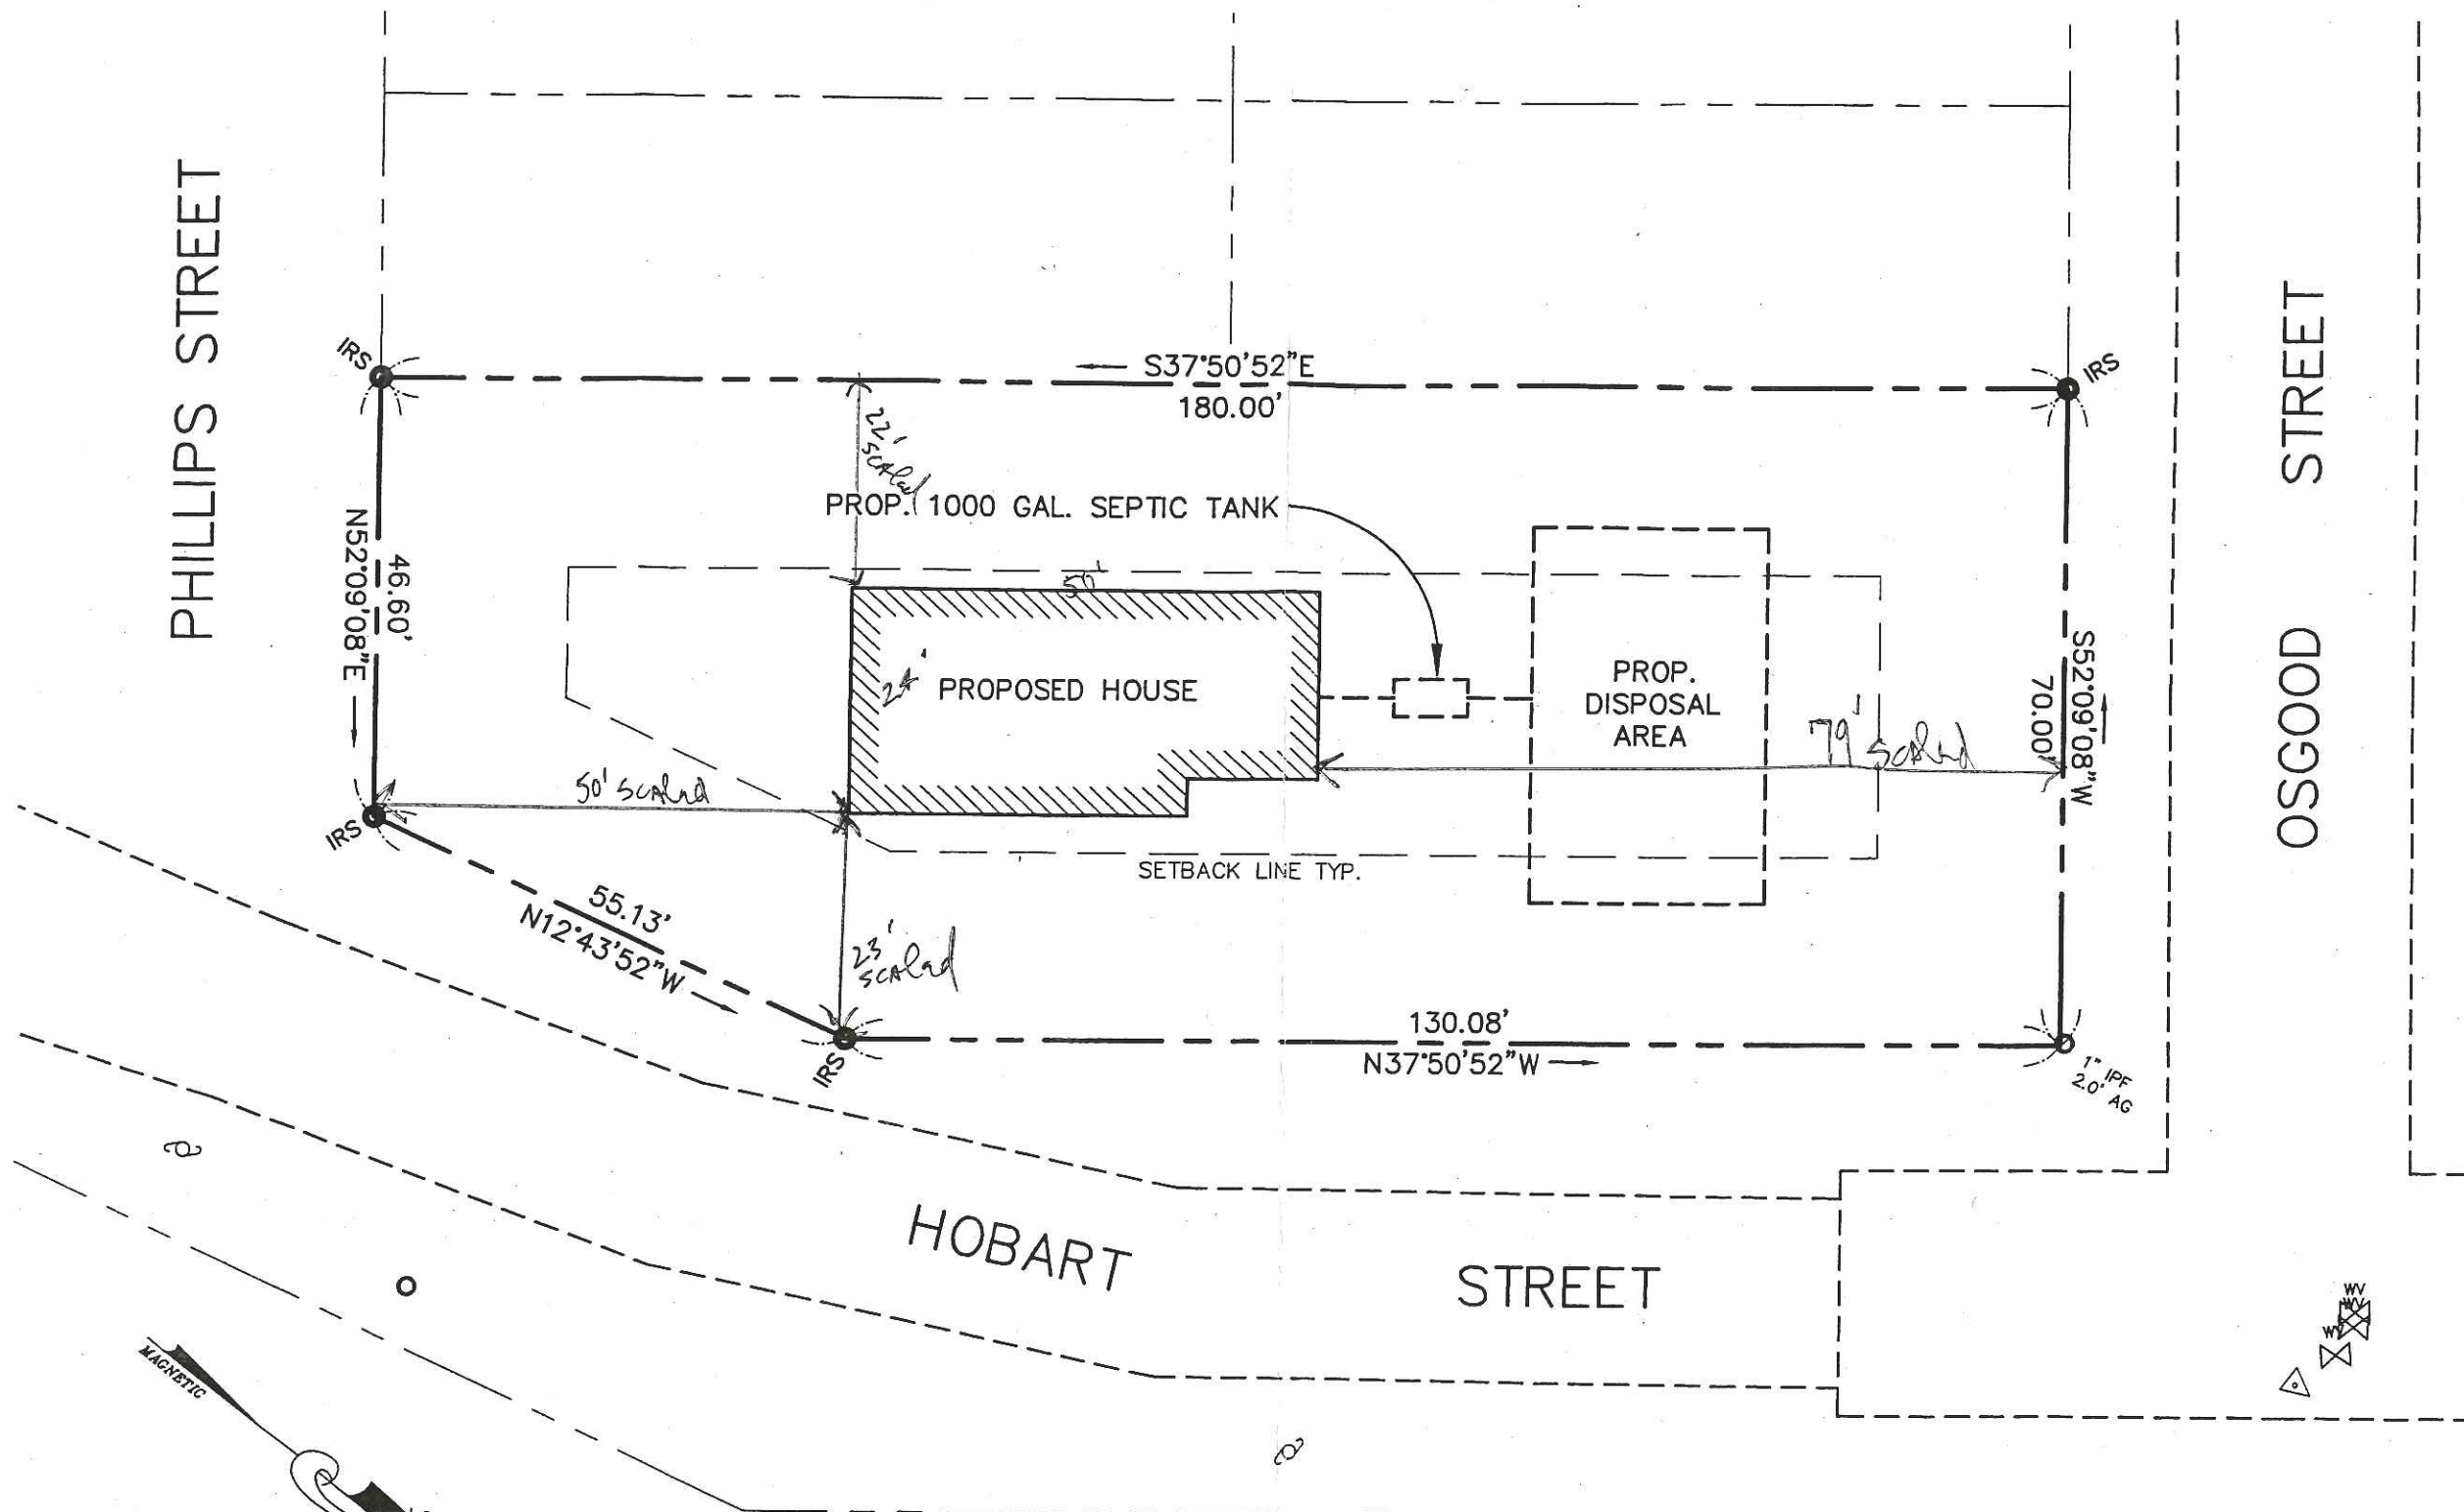 PHILLIPS STREET
IRS
S37°50'52"E
180.00'
IRS
22'
scaled
PROP. 1000 GAL. SEPTIC TANK
N52°09'08"E
46.60'
50'
24'
PROPOSED HOUSE
PROP.
DISPOSAL
AREA
79' scaled
S52°09'08"W
70.00'
OSGOOD STREET
50' scaled
IRS
SETBACK LINE TYP.
55.13'
N12°43'52"W
23'
scaled
IRS
130.08'
N37°50'52"W
1" IPF
2.0' AG
HOBART STREET
WV
WV
WV
MAGNETIC